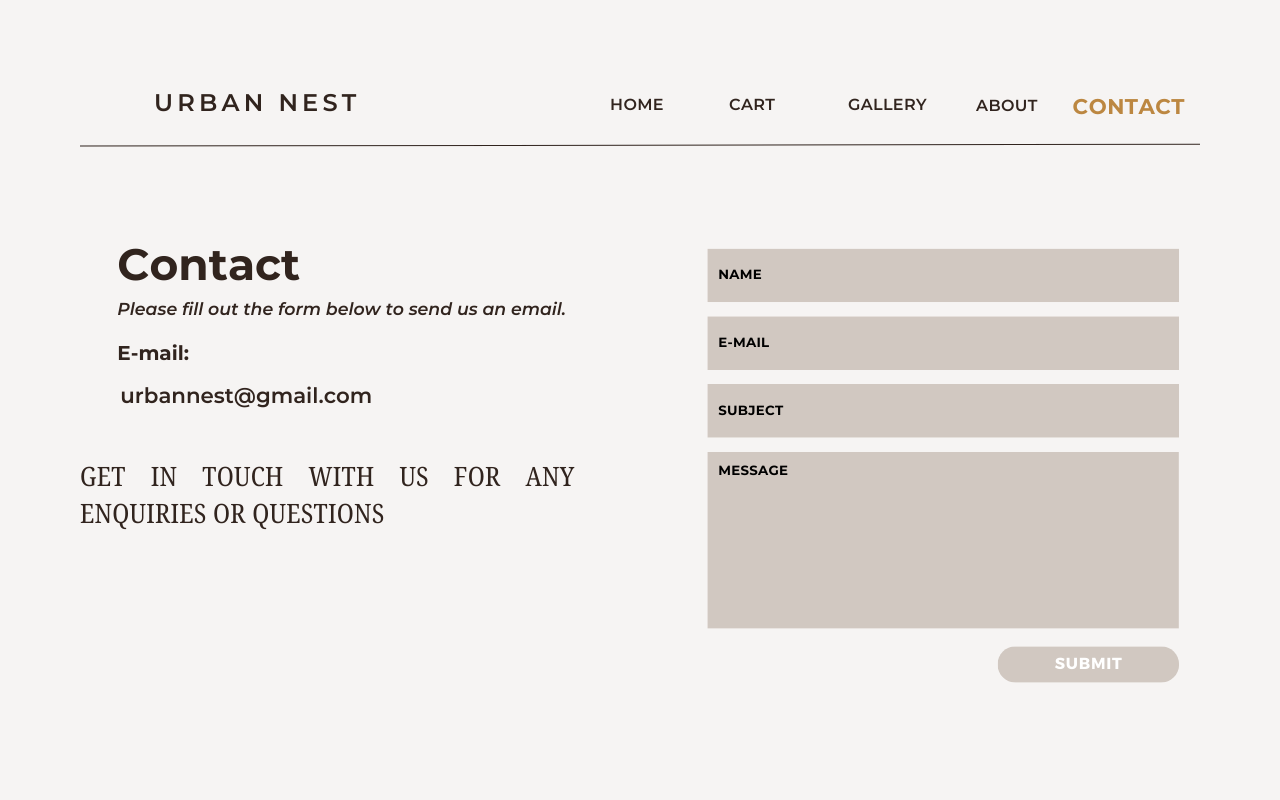 URBAN NEST
HOME CART GALLERY ABOUT CONTACT
Contact
Please fill out the form below to send us an email.
E-mail:
urbannest@gmail.com
GET IN TOUCH WITH US FOR ANY
ENQUIRIES OR QUESTIONS
NAME
E-MAIL
SUBJECT
MESSAGE
SUBMIT